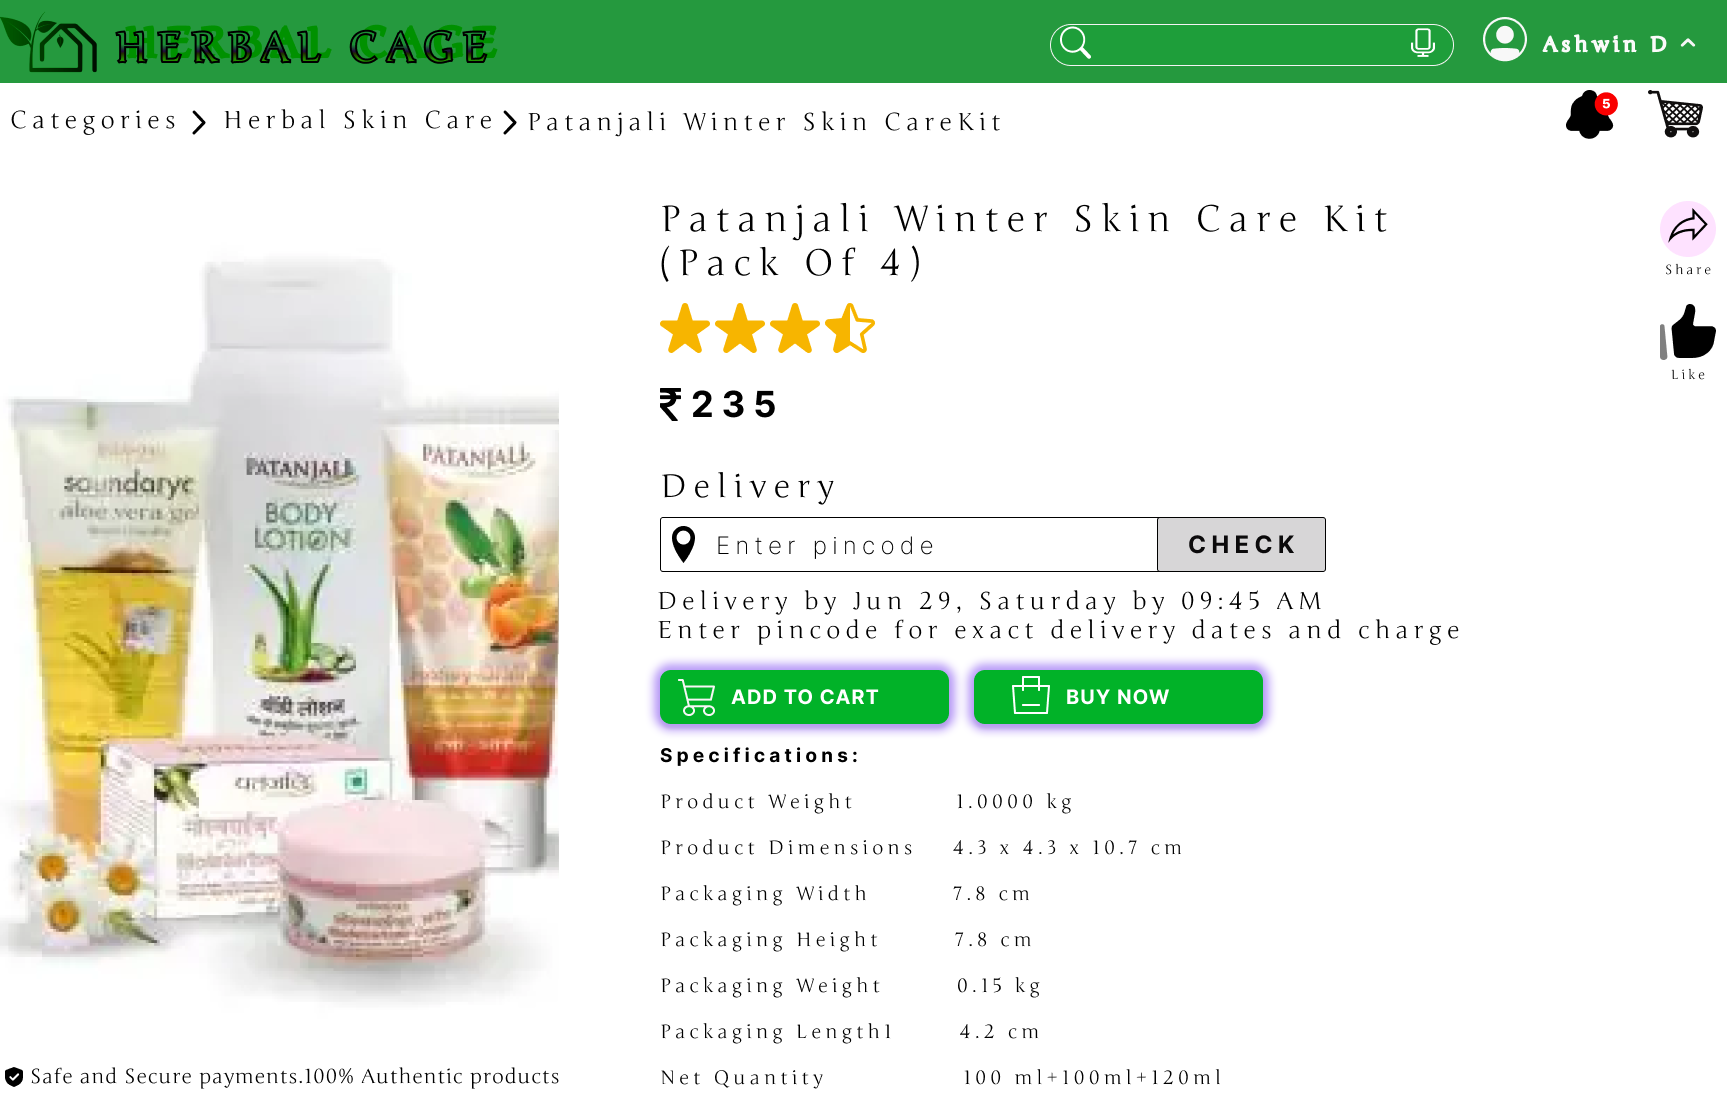 HERBAL CAGE
Ashwin D
Categories
Herbal Skin Care
Patanjali Winter Skin CareKit
5
Patanjali Winter Skin Care Kit
(Pack Of 4)
Share
Like
₹235
Delivery
Enter pincode
CHECK
Delivery by Jun 29, Saturday by 09:45 AM
Enter pincode for exact delivery dates and charge
ADD TO CART
BUY NOW
Specifications:
Product Weight 1.0000 kg
Product Dimensions 4.3 x 4.3 x 10.7 cm
Packaging Width 7.8 cm
Packaging Height 7.8 cm
Packaging Weight 0.15 kg
Packaging Length1 4.2 cm
Net Quantity 100 ml+100ml+120ml
saundarya
aloe vera gel
PATANJALI
BODY
LOTION
बॉडी लोशन
PATANJALI
Safe and Secure payments.100% Authentic products